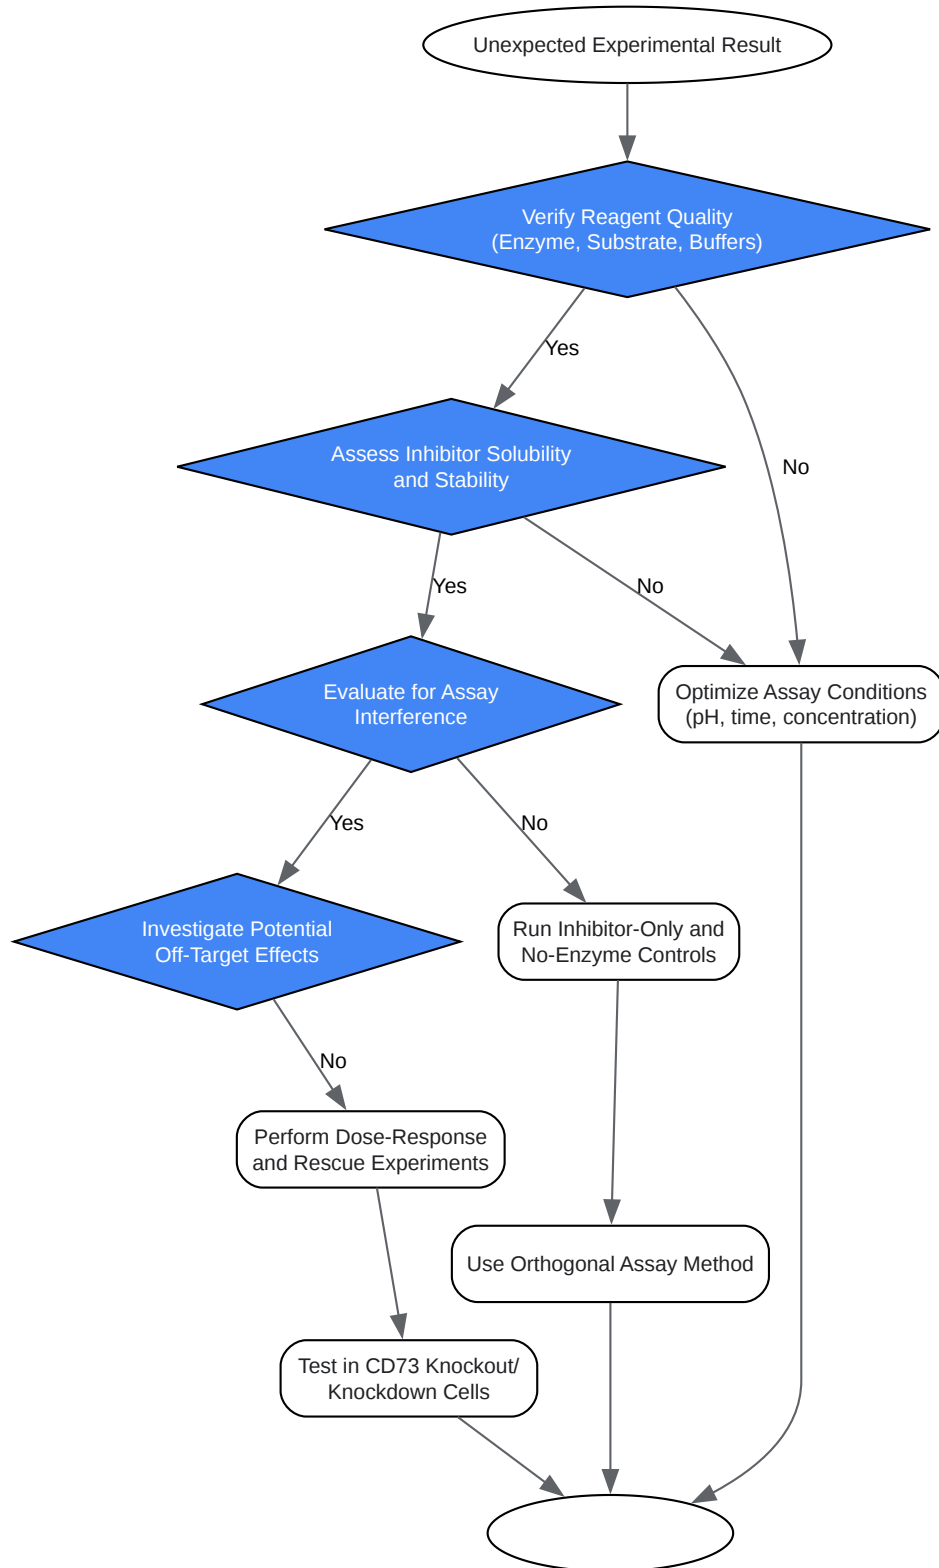 Unexpected Experimental Result
Verify Reagent Quality
(Enzyme, Substrate, Buffers)
Yes
Assess Inhibitor Solubility
and Stability
No
Yes
No
Evaluate for Assay
Interference
Optimize Assay Conditions
(pH, time, concentration)
Yes
No
Investigate Potential
Off-Target Effects
Run Inhibitor-Only and
No-Enzyme Controls
No
Perform Dose-Response
and Rescue Experiments
Use Orthogonal Assay Method
Test in CD73 Knockout/
Knockdown Cells